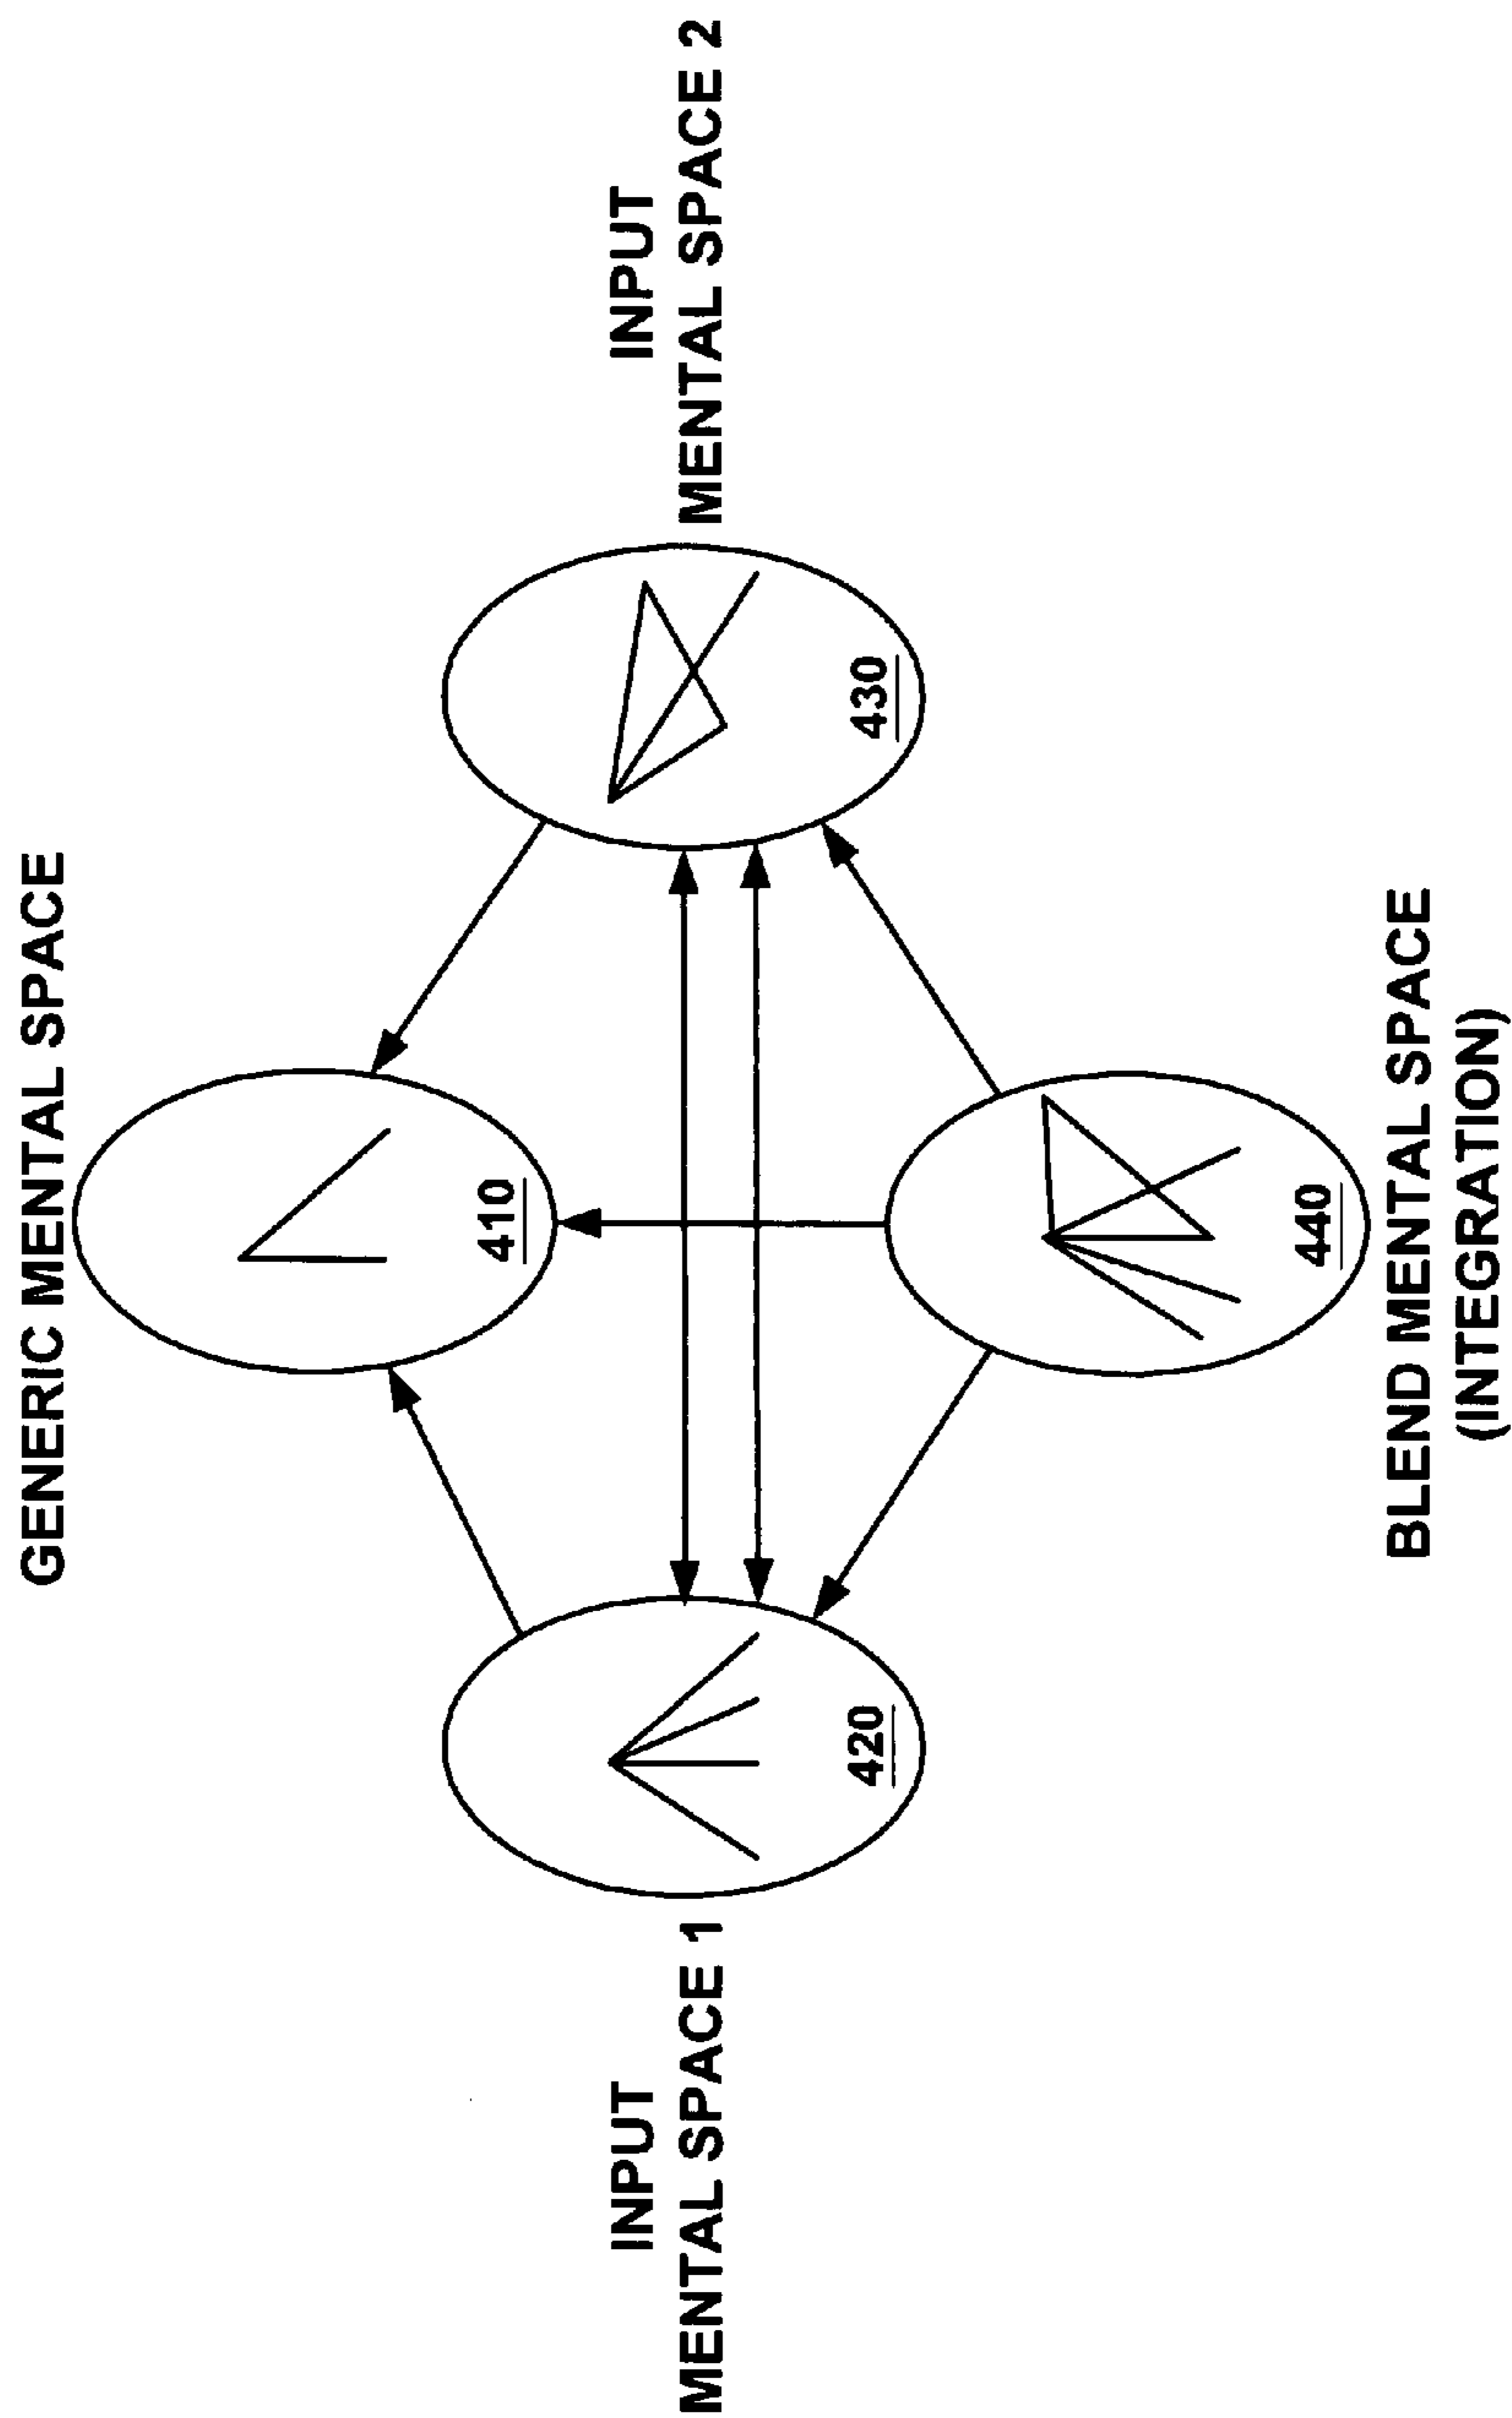 GENERIC MENTAL SPACE
410
INPUT
MENTAL SPACE 1
420
INPUT
MENTAL SPACE 2
430
440
BLEND MENTAL SPACE
(INTEGRATION)